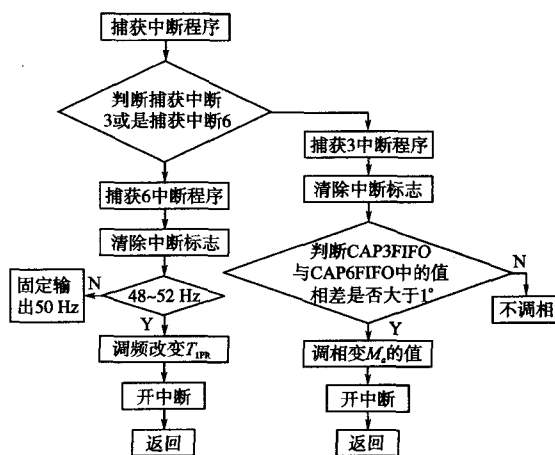 捕获中断程序
判断捕获中断
3或是捕获中断6
捕获6中断程序
清除中断标志
48~52 Hz
N
固定输
出50 Hz
Y
调频改变T1PR
开中断
返回
捕获3中断程序
清除中断标志
判断CAP3FIFO
与CAP6FIFO中的值
相差是否大于1°
N
不调相
Y
调相变Ma的值
开中断
返回